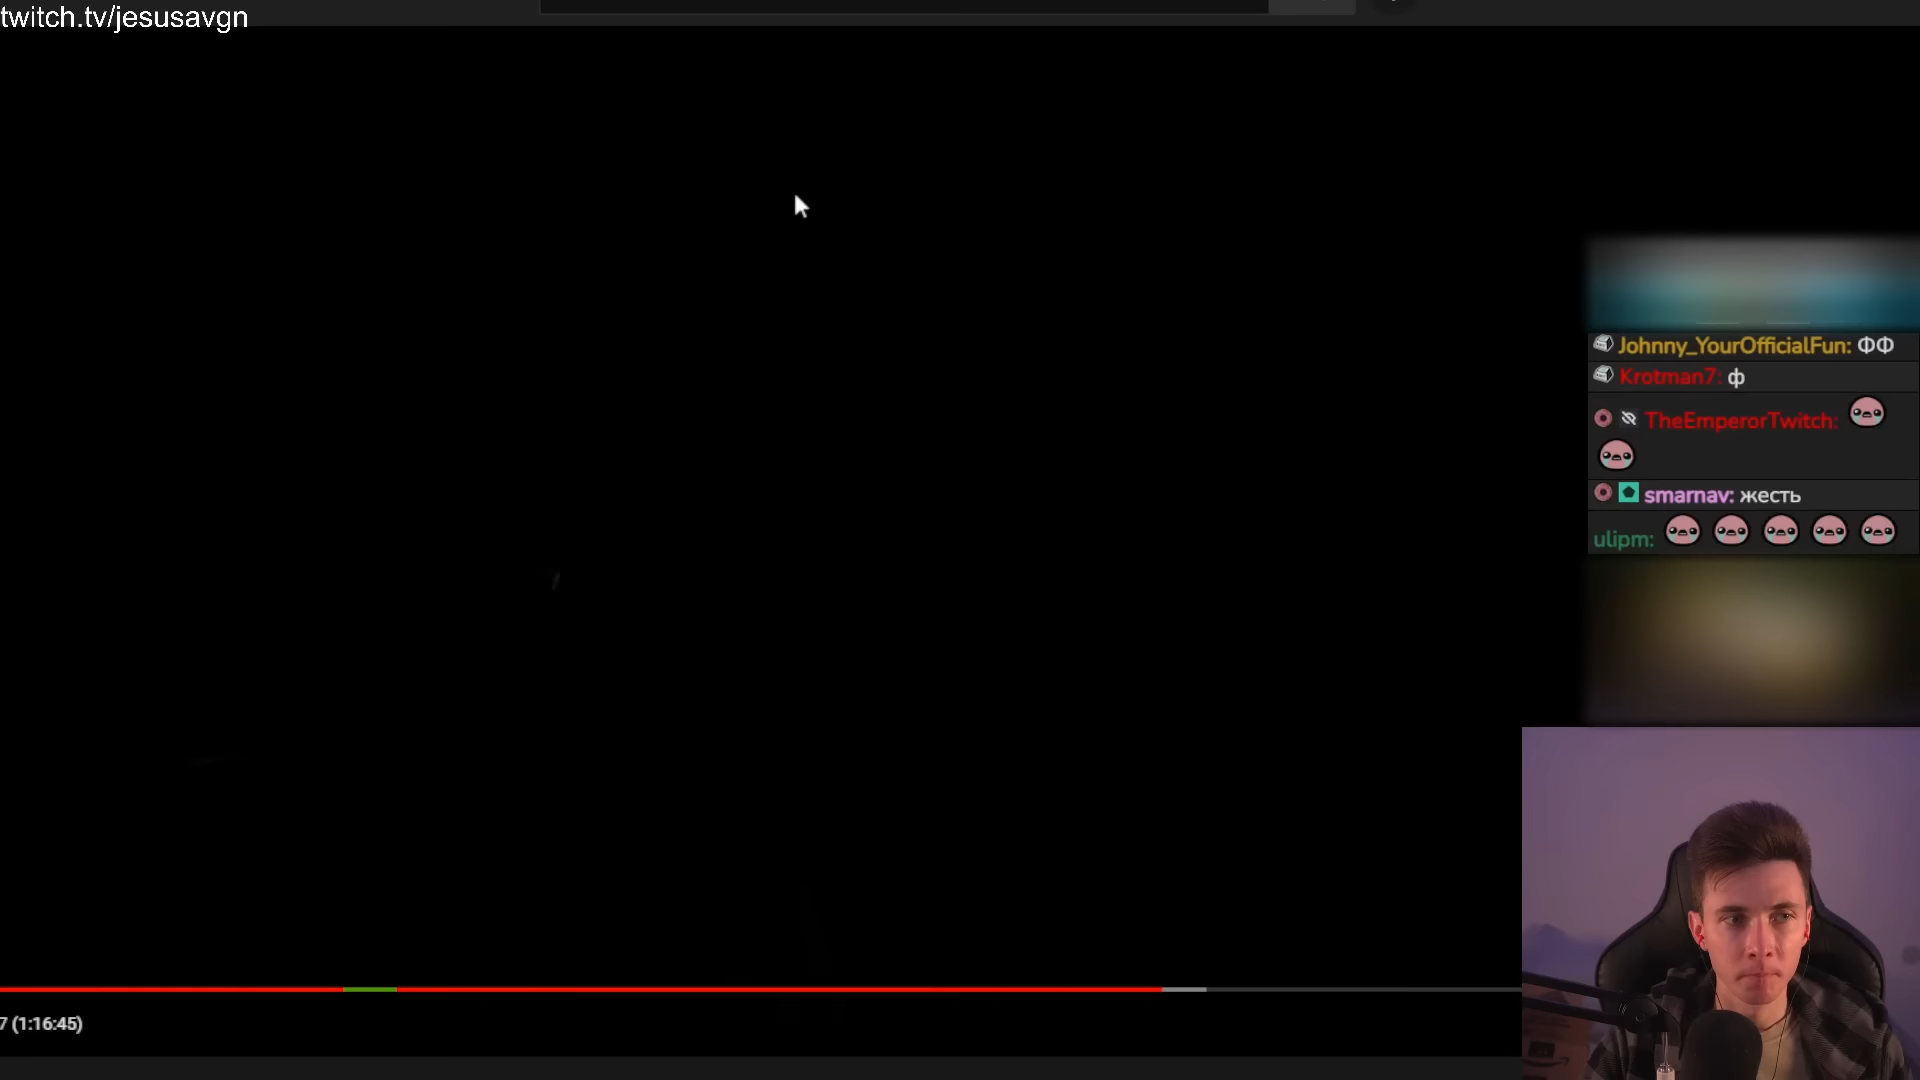 twitch.tv/jesusavgn
Johnny_YourOfficialFun: ФФ
Krotman7: ф
TheEmperorTwitch:
smarnav: жесть
ulipm:
7 (1:16:45)